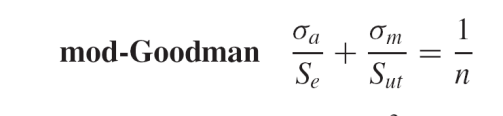 mod-Goodman σₐ/Sₑ + σₘ/Sᵤₜ = 1/n